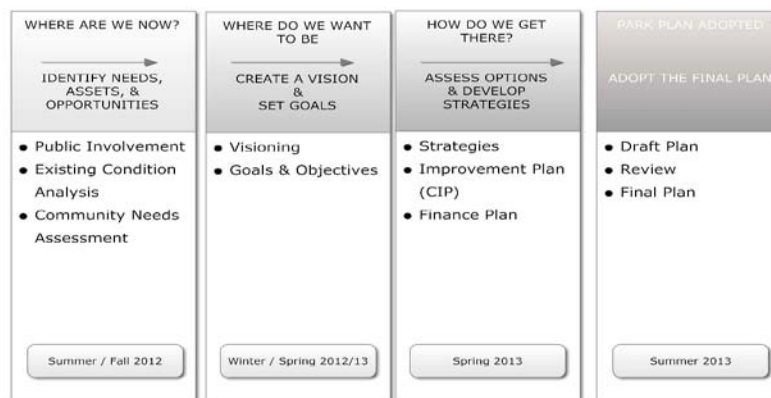 WHERE ARE WE NOW?
IDENTIFY NEEDS,
ASSETS, &
OPPORTUNITIES
• Public Involvement
• Existing Condition
Analysis
• Community Needs
Assessment
Summer / Fall 2012
WHERE DO WE WANT
TO BE
CREATE A VISION
&
SET GOALS
• Visioning
• Goals & Objectives
Winter / Spring 2012/13
HOW DO WE GET
THERE?
ASSESS OPTIONS
& DEVELOP
STRATEGIES
• Strategies
• Improvement Plan
(CIP)
• Finance Plan
Spring 2013
PARK PLAN ADOPTED
ADOPT THE FINAL PLAN
• Draft Plan
• Review
• Final Plan
Summer 2013